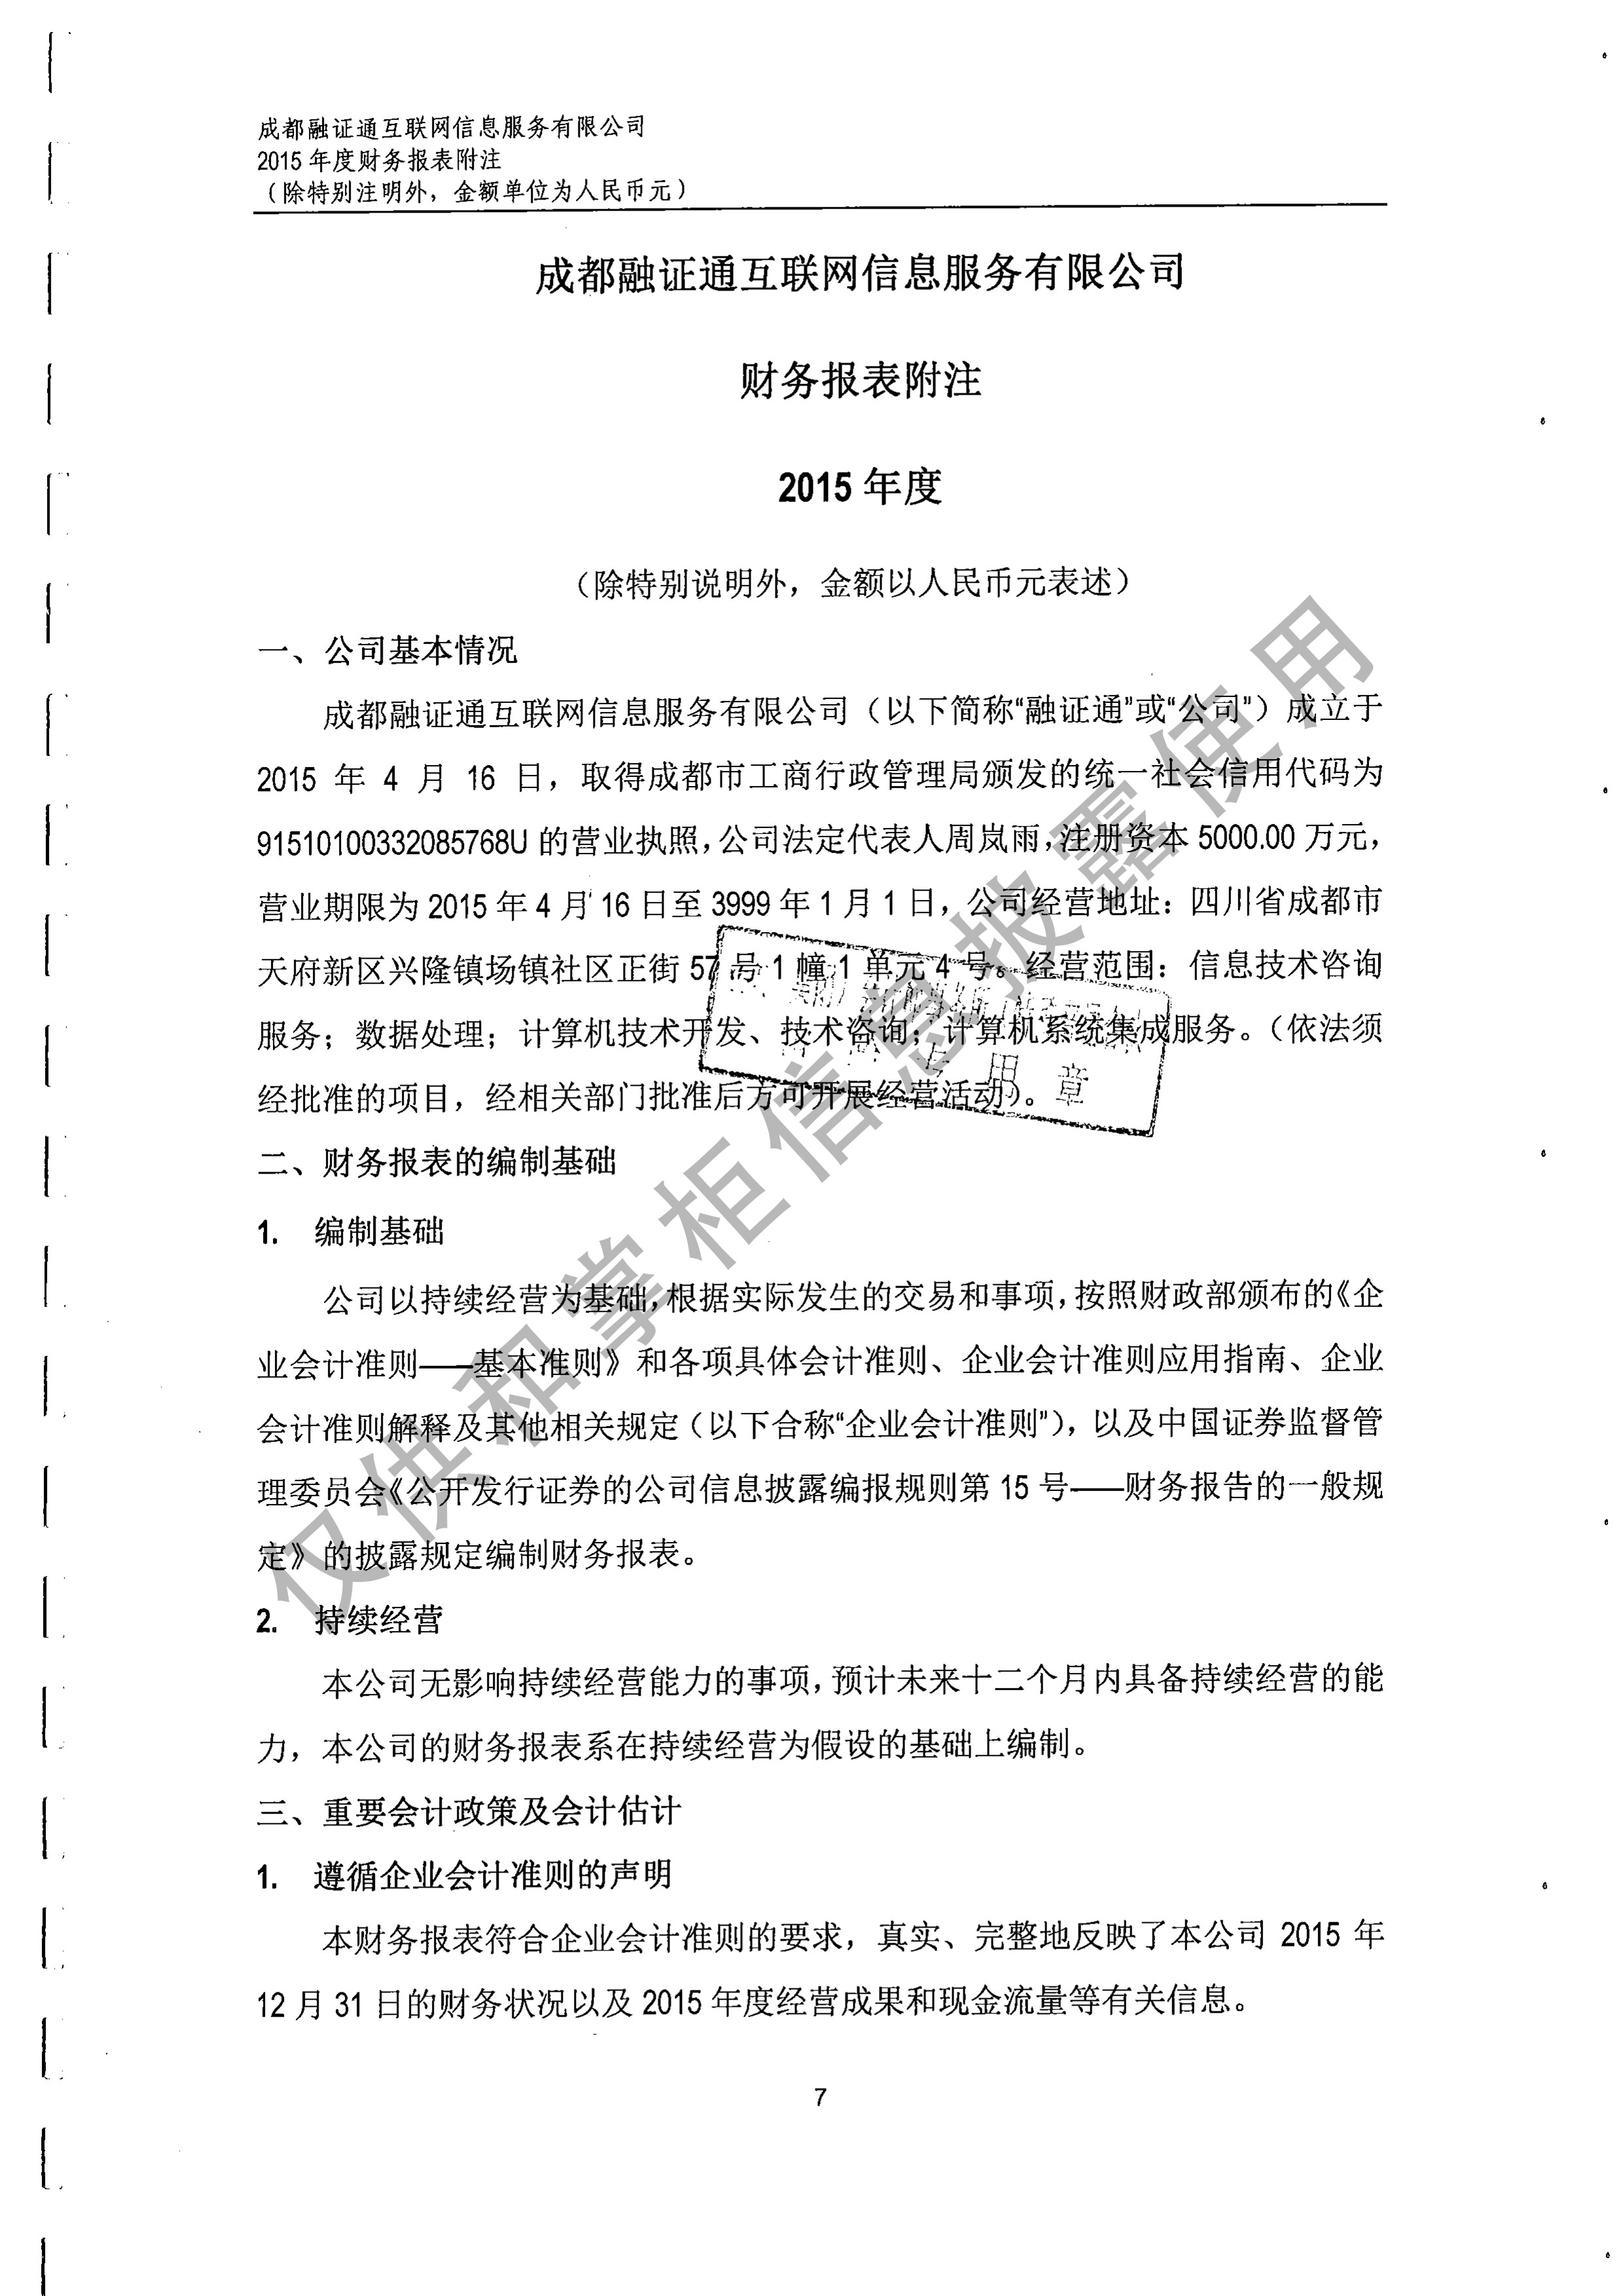 成都融证通互联网信息服务有限公司
2015 年度财务报表附注
（除特别注明外，金额单位为人民币元）
成都融证通互联网信息服务有限公司
财务报表附注
2015 年度
（除特别说明外，金额以人民币元表述）
一、公司基本情况
成都融证通互联网信息服务有限公司（以下简称“融证通”或“公司”）成立于
2015 年 4 月 16 日，取得成都市工商行政管理局颁发的统一社会信用代码为
91510100332085768U 的营业执照，公司法定代表人周岚雨，注册资本 5000.00 万元，
营业期限为 2015 年 4 月 16 日至 3999 年 1 月 1 日，公司经营地址：四川省成都市
天府新区兴隆镇场镇社区正街 57 号 1 幢 1 单元 4 号。经营范围：信息技术咨询
服务；数据处理；计算机技术开发、技术咨询；计算机系统集成服务。（依法须
经批准的项目，经相关部门批准后方可开展经营活动）。
用 章
二、财务报表的编制基础
1. 编制基础
公司以持续经营为基础，根据实际发生的交易和事项，按照财政部颁布的《企
业会计准则——基本准则》和各项具体会计准则、企业会计准则应用指南、企业
会计准则解释及其他相关规定（以下合称“企业会计准则”），以及中国证券监督管
理委员会《公开发行证券的公司信息披露编报规则第 15 号——财务报告的一般规
定》的披露规定编制财务报表。
2. 持续经营
本公司无影响持续经营能力的事项，预计未来十二个月内具备持续经营的能
力，本公司的财务报表系在持续经营为假设的基础上编制。
三、重要会计政策及会计估计
1. 遵循企业会计准则的声明
本财务报表符合企业会计准则的要求，真实、完整地反映了本公司 2015 年
12 月 31 日的财务状况以及 2015 年度经营成果和现金流量等有关信息。
7
仅供和掌柜信息披露使用